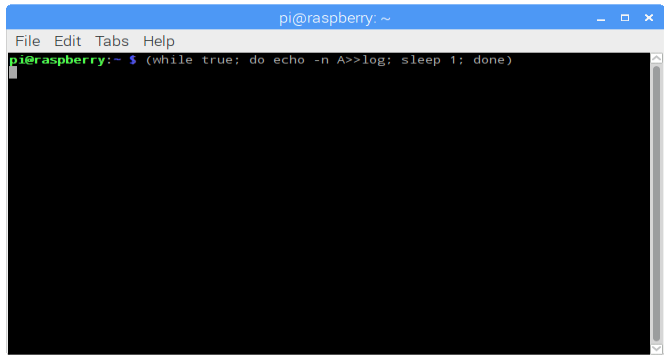 pi@raspberry: ~
File Edit Tabs Help
pi@raspberry:~ $ (while true; do echo -n A>>log; sleep 1; done)